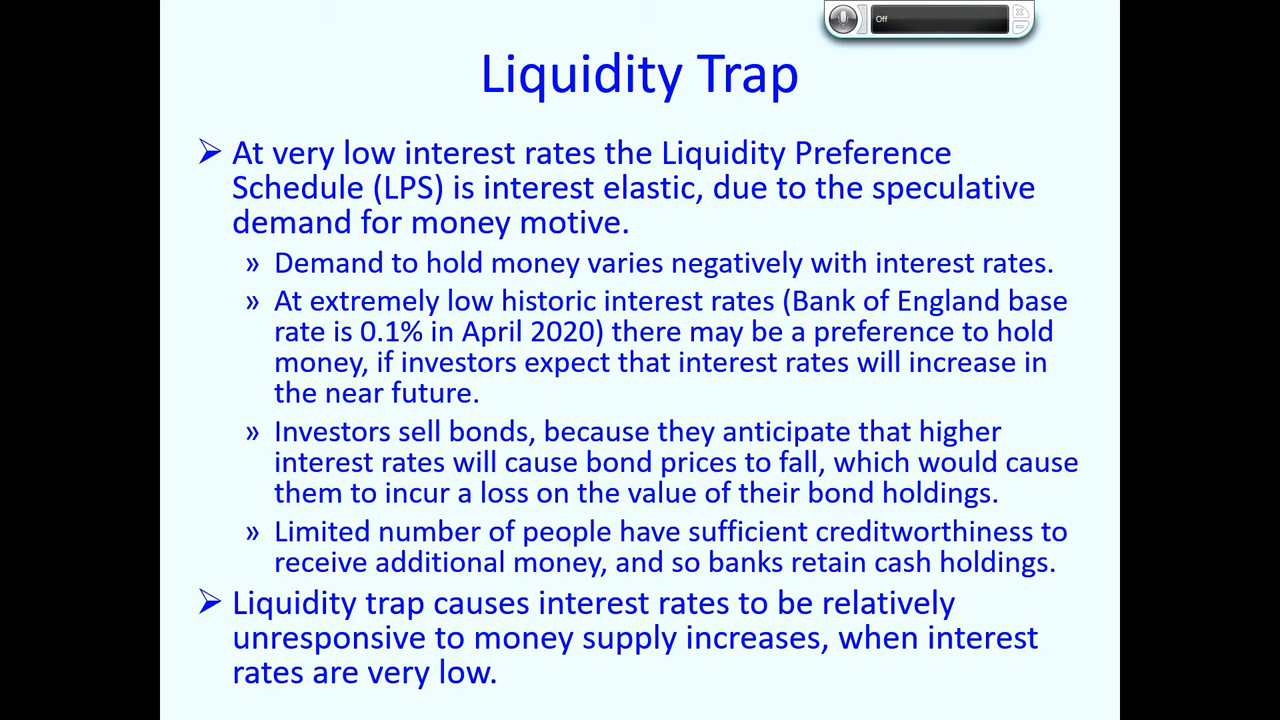 Off
Liquidity Trap
➢ At very low interest rates the Liquidity Preference
Schedule (LPS) is interest elastic, due to the speculative
demand for money motive.
» Demand to hold money varies negatively with interest rates.
» At extremely low historic interest rates (Bank of England base
rate is 0.1% in April 2020) there may be a preference to hold
money, if investors expect that interest rates will increase in
the near future.
» Investors sell bonds, because they anticipate that higher
interest rates will cause bond prices to fall, which would cause
them to incur a loss on the value of their bond holdings.
» Limited number of people have sufficient creditworthiness to
receive additional money, and so banks retain cash holdings.
➢ Liquidity trap causes interest rates to be relatively
unresponsive to money supply increases, when interest
rates are very low.